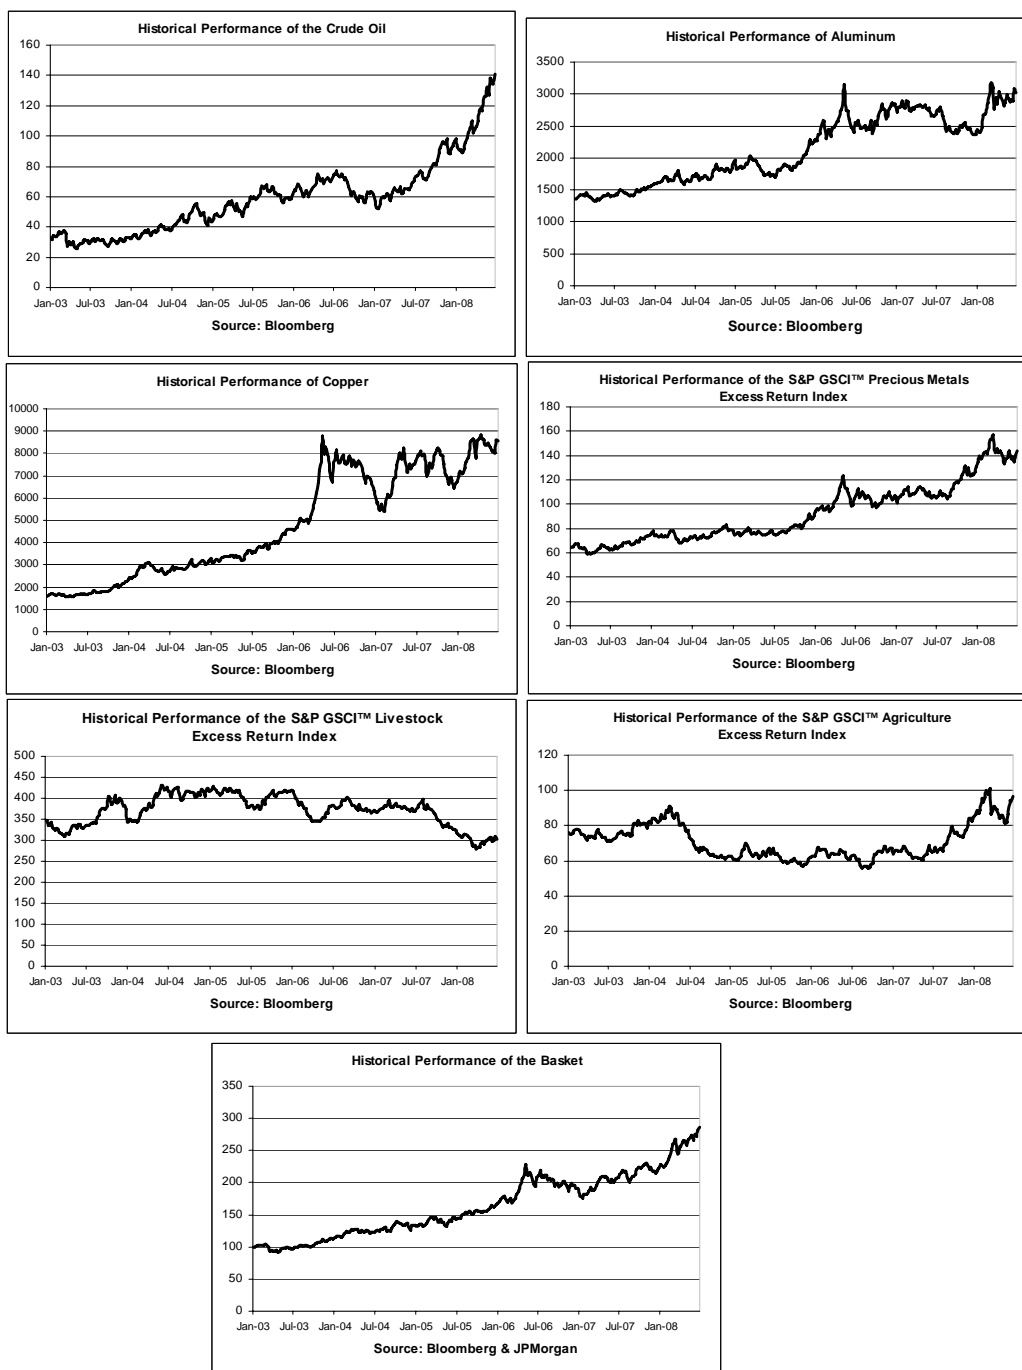 Historical Performance of the Crude Oil
160
140
120
100
80
60
40
20
0
Jan-03 Jul-03 Jan-04 Jul-04 Jan-05 Jul-05 Jan-06 Jul-06 Jan-07 Jul-07 Jan-08
Source: Bloomberg
Historical Performance of Aluminum
3500
3000
2500
2000
1500
1000
500
0
Jan-03 Jul-03 Jan-04 Jul-04 Jan-05 Jul-05 Jan-06 Jul-06 Jan-07 Jul-07 Jan-08
Source: Bloomberg
Historical Performance of Copper
10000
9000
8000
7000
6000
5000
4000
3000
2000
1000
0
Jan-03 Jul-03 Jan-04 Jul-04 Jan-05 Jul-05 Jan-06 Jul-06 Jan-07 Jul-07 Jan-08
Source: Bloomberg
Historical Performance of the S&P GSCI™ Precious Metals
Excess Return Index
180
160
140
120
100
80
60
40
20
0
Jan-03 Jul-03 Jan-04 Jul-04 Jan-05 Jul-05 Jan-06 Jul-06 Jan-07 Jul-07 Jan-08
Source: Bloomberg
Historical Performance of the S&P GSCI™ Livestock
Excess Return Index
500
450
400
350
300
250
200
150
100
50
0
Jan-03 Jul-03 Jan-04 Jul-04 Jan-05 Jul-05 Jan-06 Jul-06 Jan-07 Jul-07 Jan-08
Source: Bloomberg
Historical Performance of the S&P GSCI™ Agriculture
Excess Return Index
120
100
80
60
40
20
0
Jan-03 Jul-03 Jan-04 Jul-04 Jan-05 Jul-05 Jan-06 Jul-06 Jan-07 Jul-07 Jan-08
Source: Bloomberg
Historical Performance of the Basket
350
300
250
200
150
100
50
0
Jan-03 Jul-03 Jan-04 Jul-04 Jan-05 Jul-05 Jan-06 Jul-06 Jan-07 Jul-07 Jan-08
Source: Bloomberg & JPMorgan